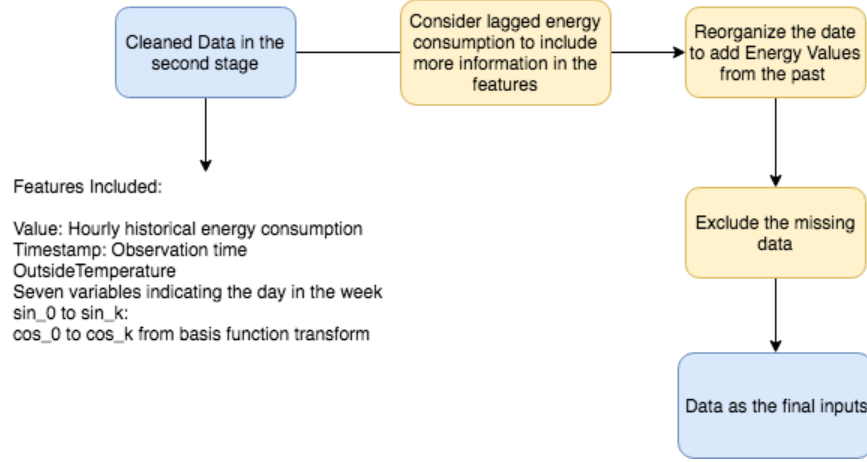 Cleaned Data in the
second stage
Consider lagged energy
consumption to include
more information in the
features
Reorganize the date
to add Energy Values
from the past
Features Included:
Value: Hourly historical energy consumption
Timestamp: Observation time
OutsideTemperature
Seven variables indicating the day in the week
sin_0 to sin_k:
cos_0 to cos_k from basis function transform
Exclude the missing
data
Data as the final inputs